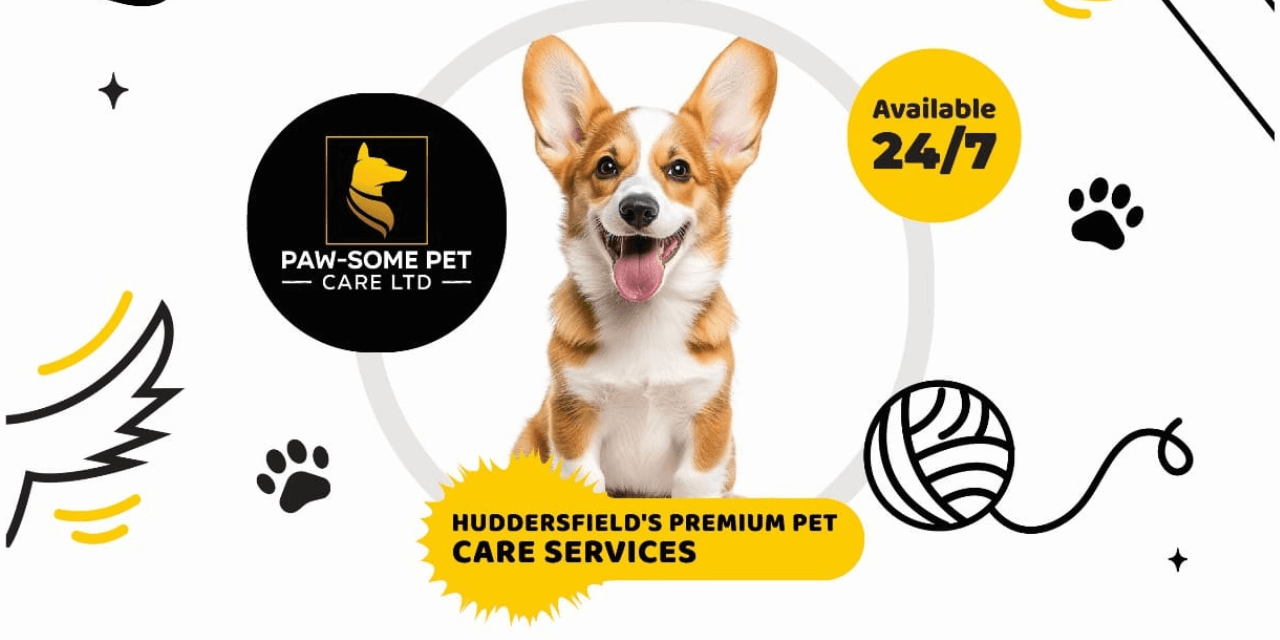 PAW-SOME PET
CARE LTD
Available
24/7
HUDDERSFIELD'S PREMIUM PET
CARE SERVICES